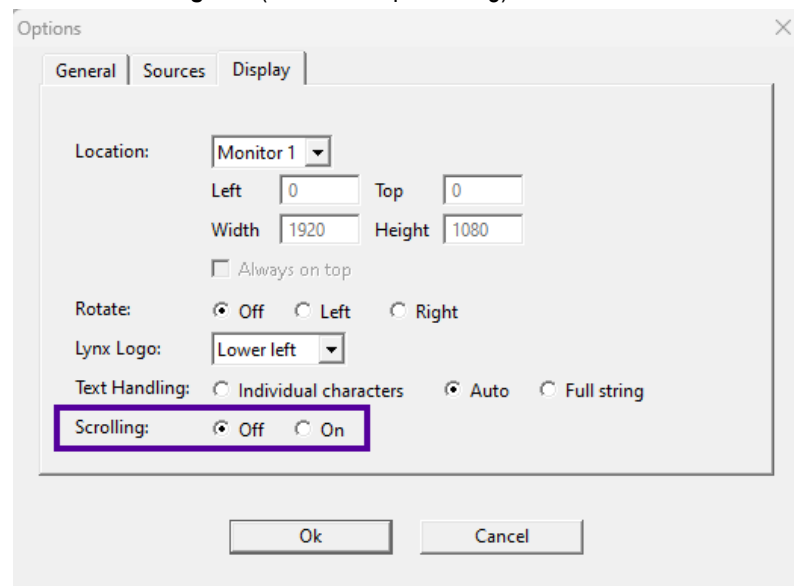 Options
General Sources Display
Location: Monitor 1
Left 0 Top 0
Width 1920 Height 1080
Always on top
Rotate: Off Left Right
Lynx Logo: Lower left
Text Handling: Individual characters Auto Full string
Scrolling: Off On
Ok Cancel